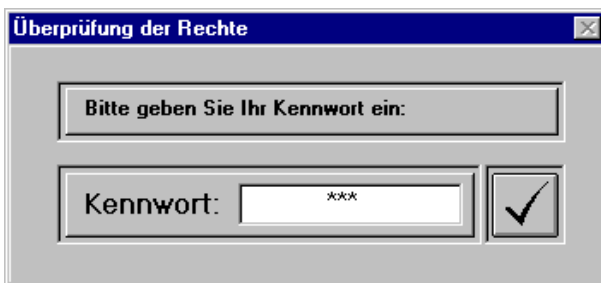 Überprüfung der Rechte
Bitte geben Sie Ihr Kennwort ein:
Kennwort: ***